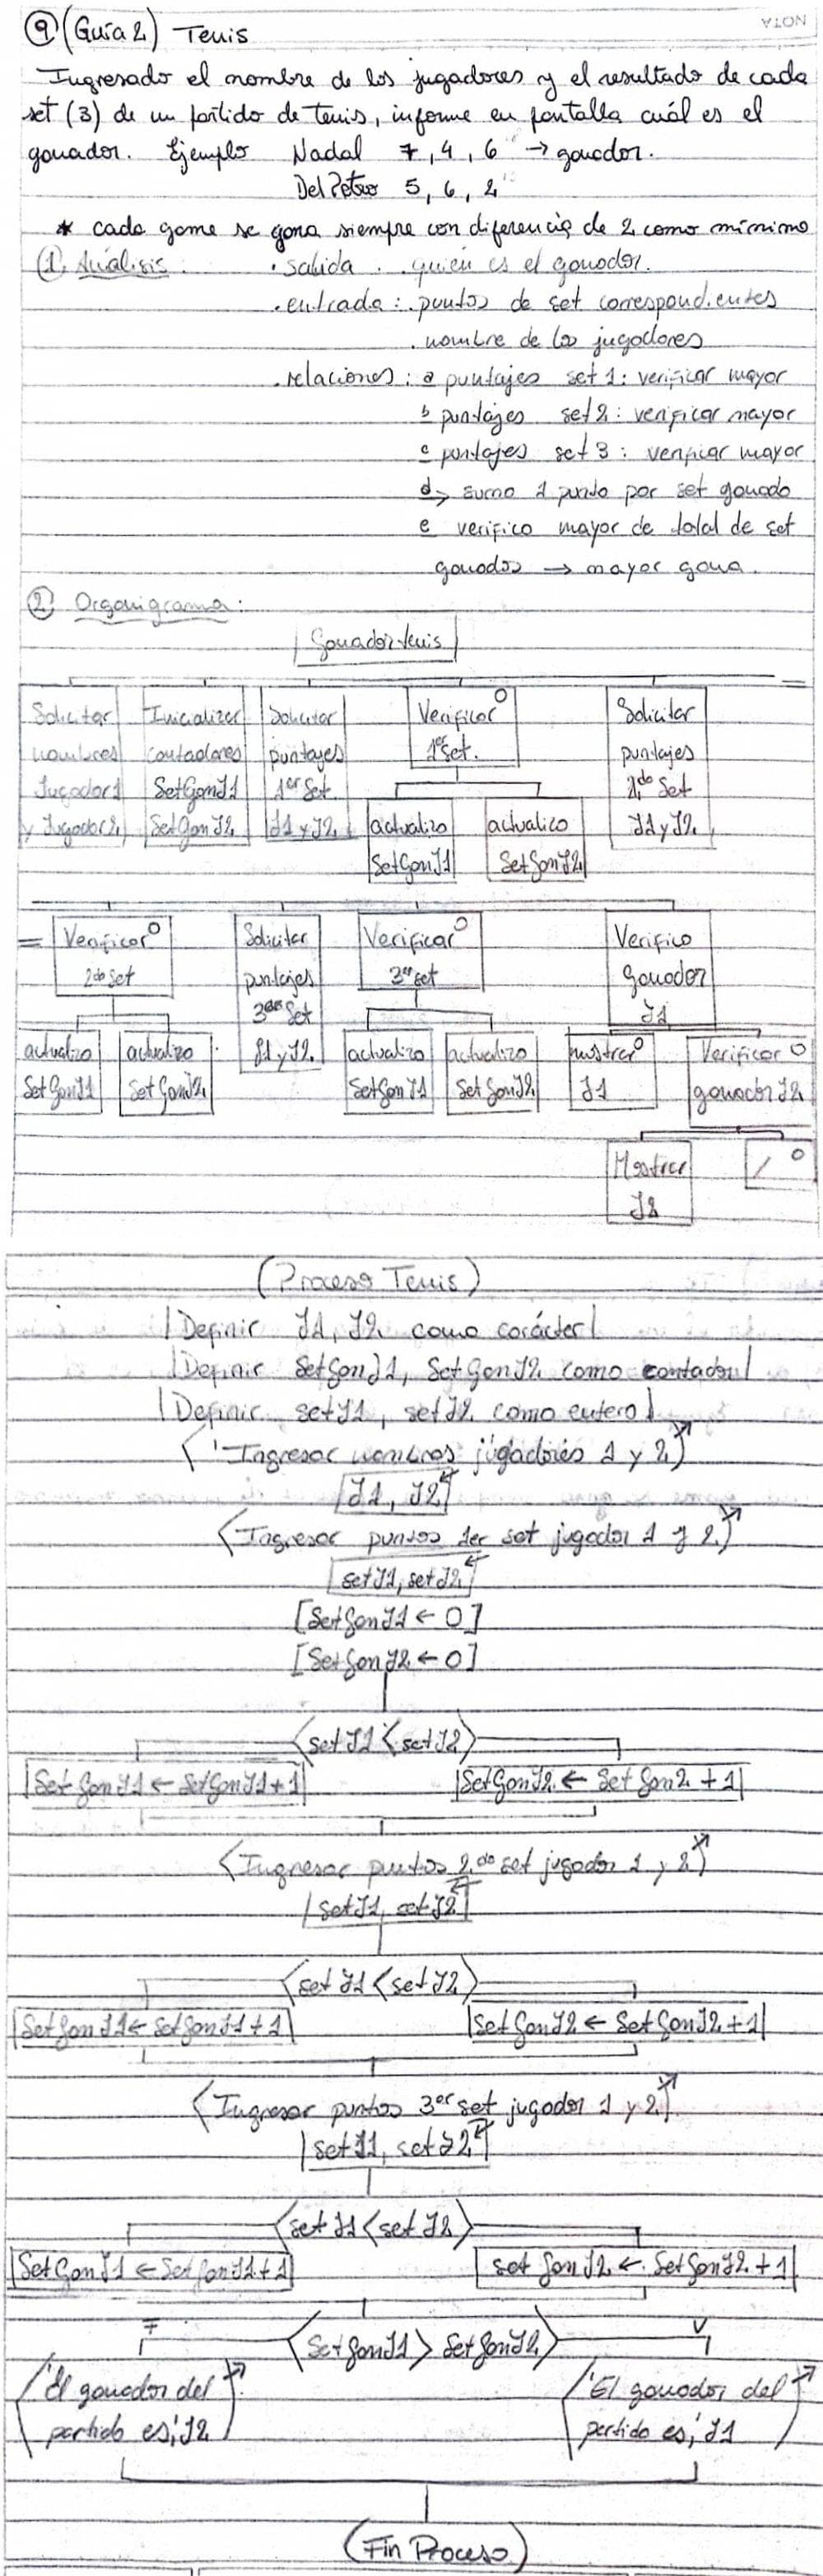 NOTA
9 (Guía 2) Tenis
Ingresado el nombre de los jugadores y el resultado de cada
set (3) de un partido de tenis, informe en pantalla cuál es el
ganador. Ejemplo Nadal 7, 4, 6 → ganador.
Del Potro 5, 6, 2
* cada game se gana siempre con diferencia de 2 como mínimo
1. Análisis: . salida . quién es el ganador.
. entrada: . puntos de set correspondientes
. nombre de los jugadores
. relaciones: a puntajes set 1: verificar mayor
b puntajes set 2: verificar mayor
c puntajes set 3: verificar mayor
d → sumo 1 punto por set ganado
e verifico mayor de total de set
ganados → mayor gana.
2 Organigrama:
Ganador tenis
Solicitar Inicializar Solicitar Verificar Solicitar
nombres contadores puntajes 1er set. puntajes
Jugador 1 SetGanJ1 1er Set 2do Set
y Jugador 2 SetGanJ2 J1 y J2 actualizo actualizo J1 y J2
SetGanJ1 SetGanJ2
= Verificar Solicitar Verificar Verifico
2do set puntajes 3er set ganador
3er Set J1
actualizo actualizo J1 y J2. actualizo actualizo mostrar Verificar
SetGanJ1 SetGanJ2 SetGanJ1 SetGanJ2 J1 ganador J2
Mostrar /
J2
(Proceso Tenis)
Definir J1, J2 como carácter
Definir SetGanJ1, SetGanJ2 como contador
Definir setJ1, setJ2 como entero
'Ingresar nombres jugadores 1 y 2
J1, J2
Ingresar puntos 1er set jugador 1 y 2.
setJ1, setJ2
[SetGanJ1 ← 0]
[SetGanJ2 ← 0]
setJ1 < setJ2
SetGanJ1 ← SetGanJ1 + 1 SetGanJ2 ← SetGan2 + 1
Ingresar puntos 2do set jugador 1 y 2
setJ1, setJ2
set J1 < set J2
SetGanJ1 ← SetGanJ1 + 1 SetGanJ2 ← SetGanJ2 + 1
Ingresar puntos 3er set jugador 1 y 2
setJ1, setJ2
set J1 < set J2
SetGanJ1 ← SetGanJ1 + 1 set GanJ2 ← SetGanJ2 + 1
F SetGanJ1 > SetGanJ2 V
'El ganador del 'El ganador del
partido es', J2 partido es', J1
(Fin Proceso)